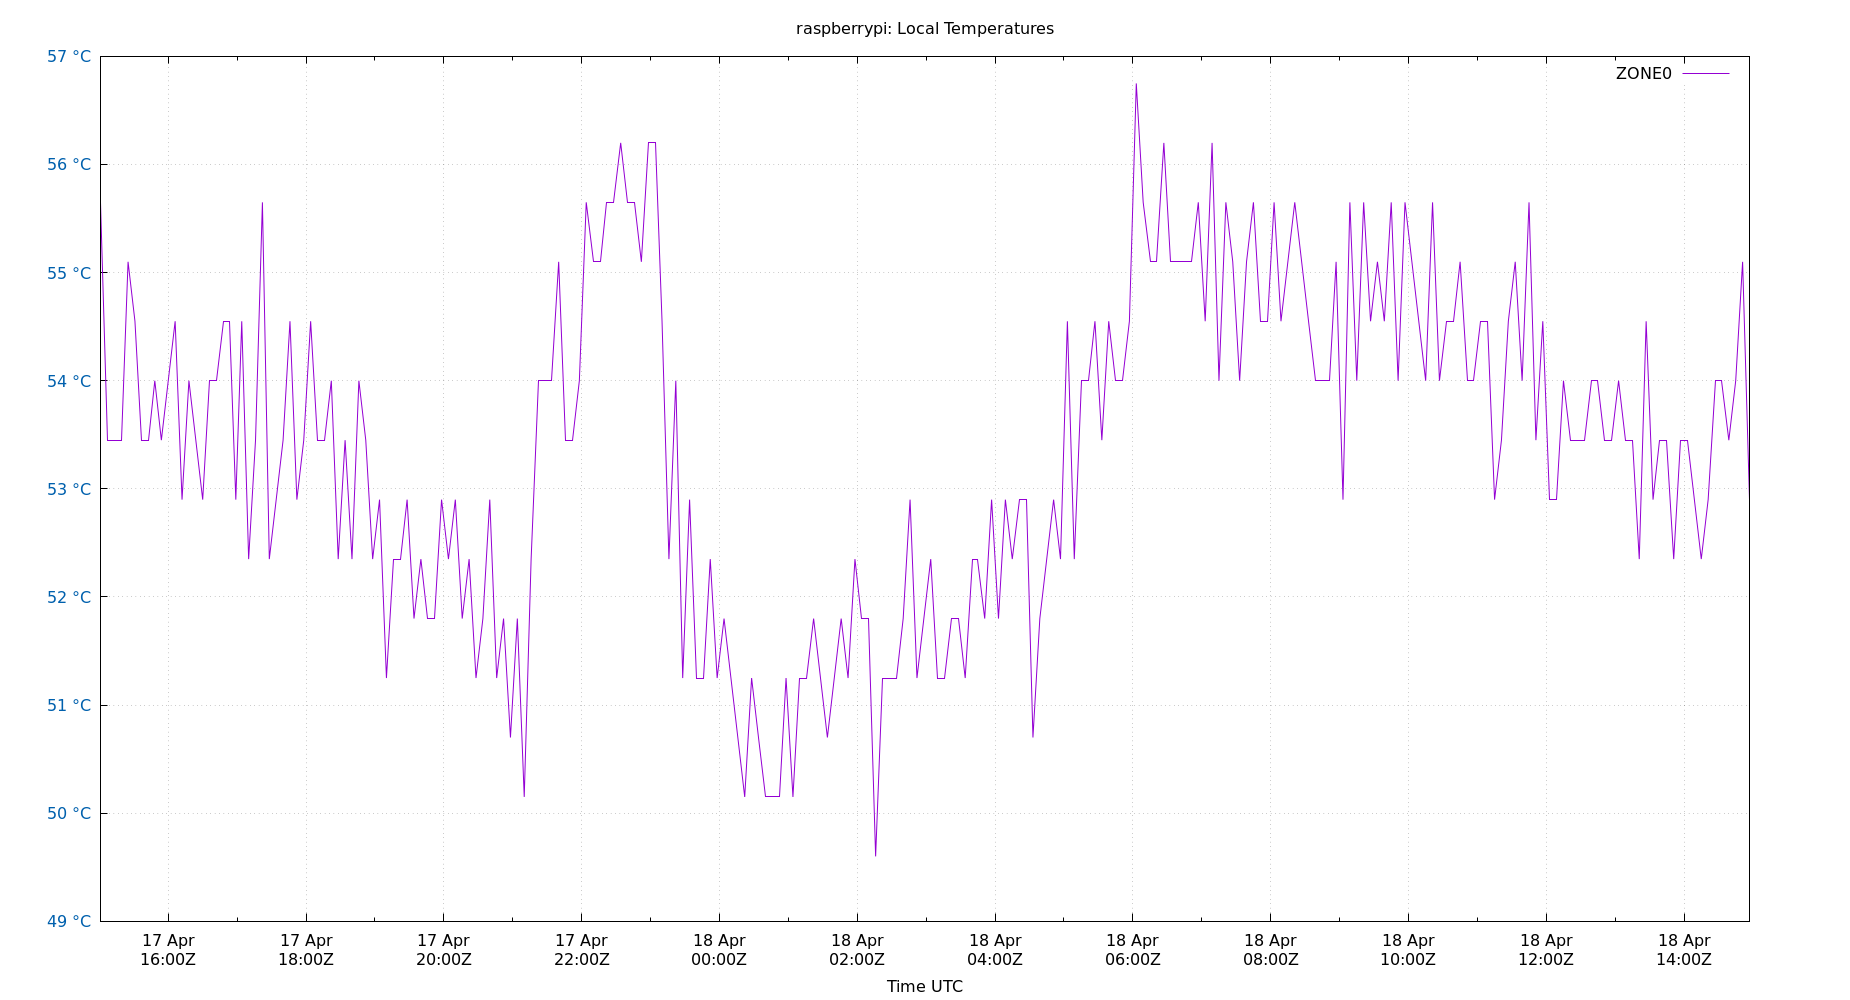 raspberrypi: Local Temperatures
57 °C
ZONE0
56 °C
55 °C
54 °C
53 °C
52 °C
51 °C
50 °C
49 °C
17 Apr 17 Apr 17 Apr 17 Apr 18 Apr 18 Apr 18 Apr 18 Apr 18 Apr 18 Apr 18 Apr 18 Apr
16:00Z 18:00Z 20:00Z 22:00Z 00:00Z 02:00Z 04:00Z 06:00Z 08:00Z 10:00Z 12:00Z 14:00Z
Time UTC